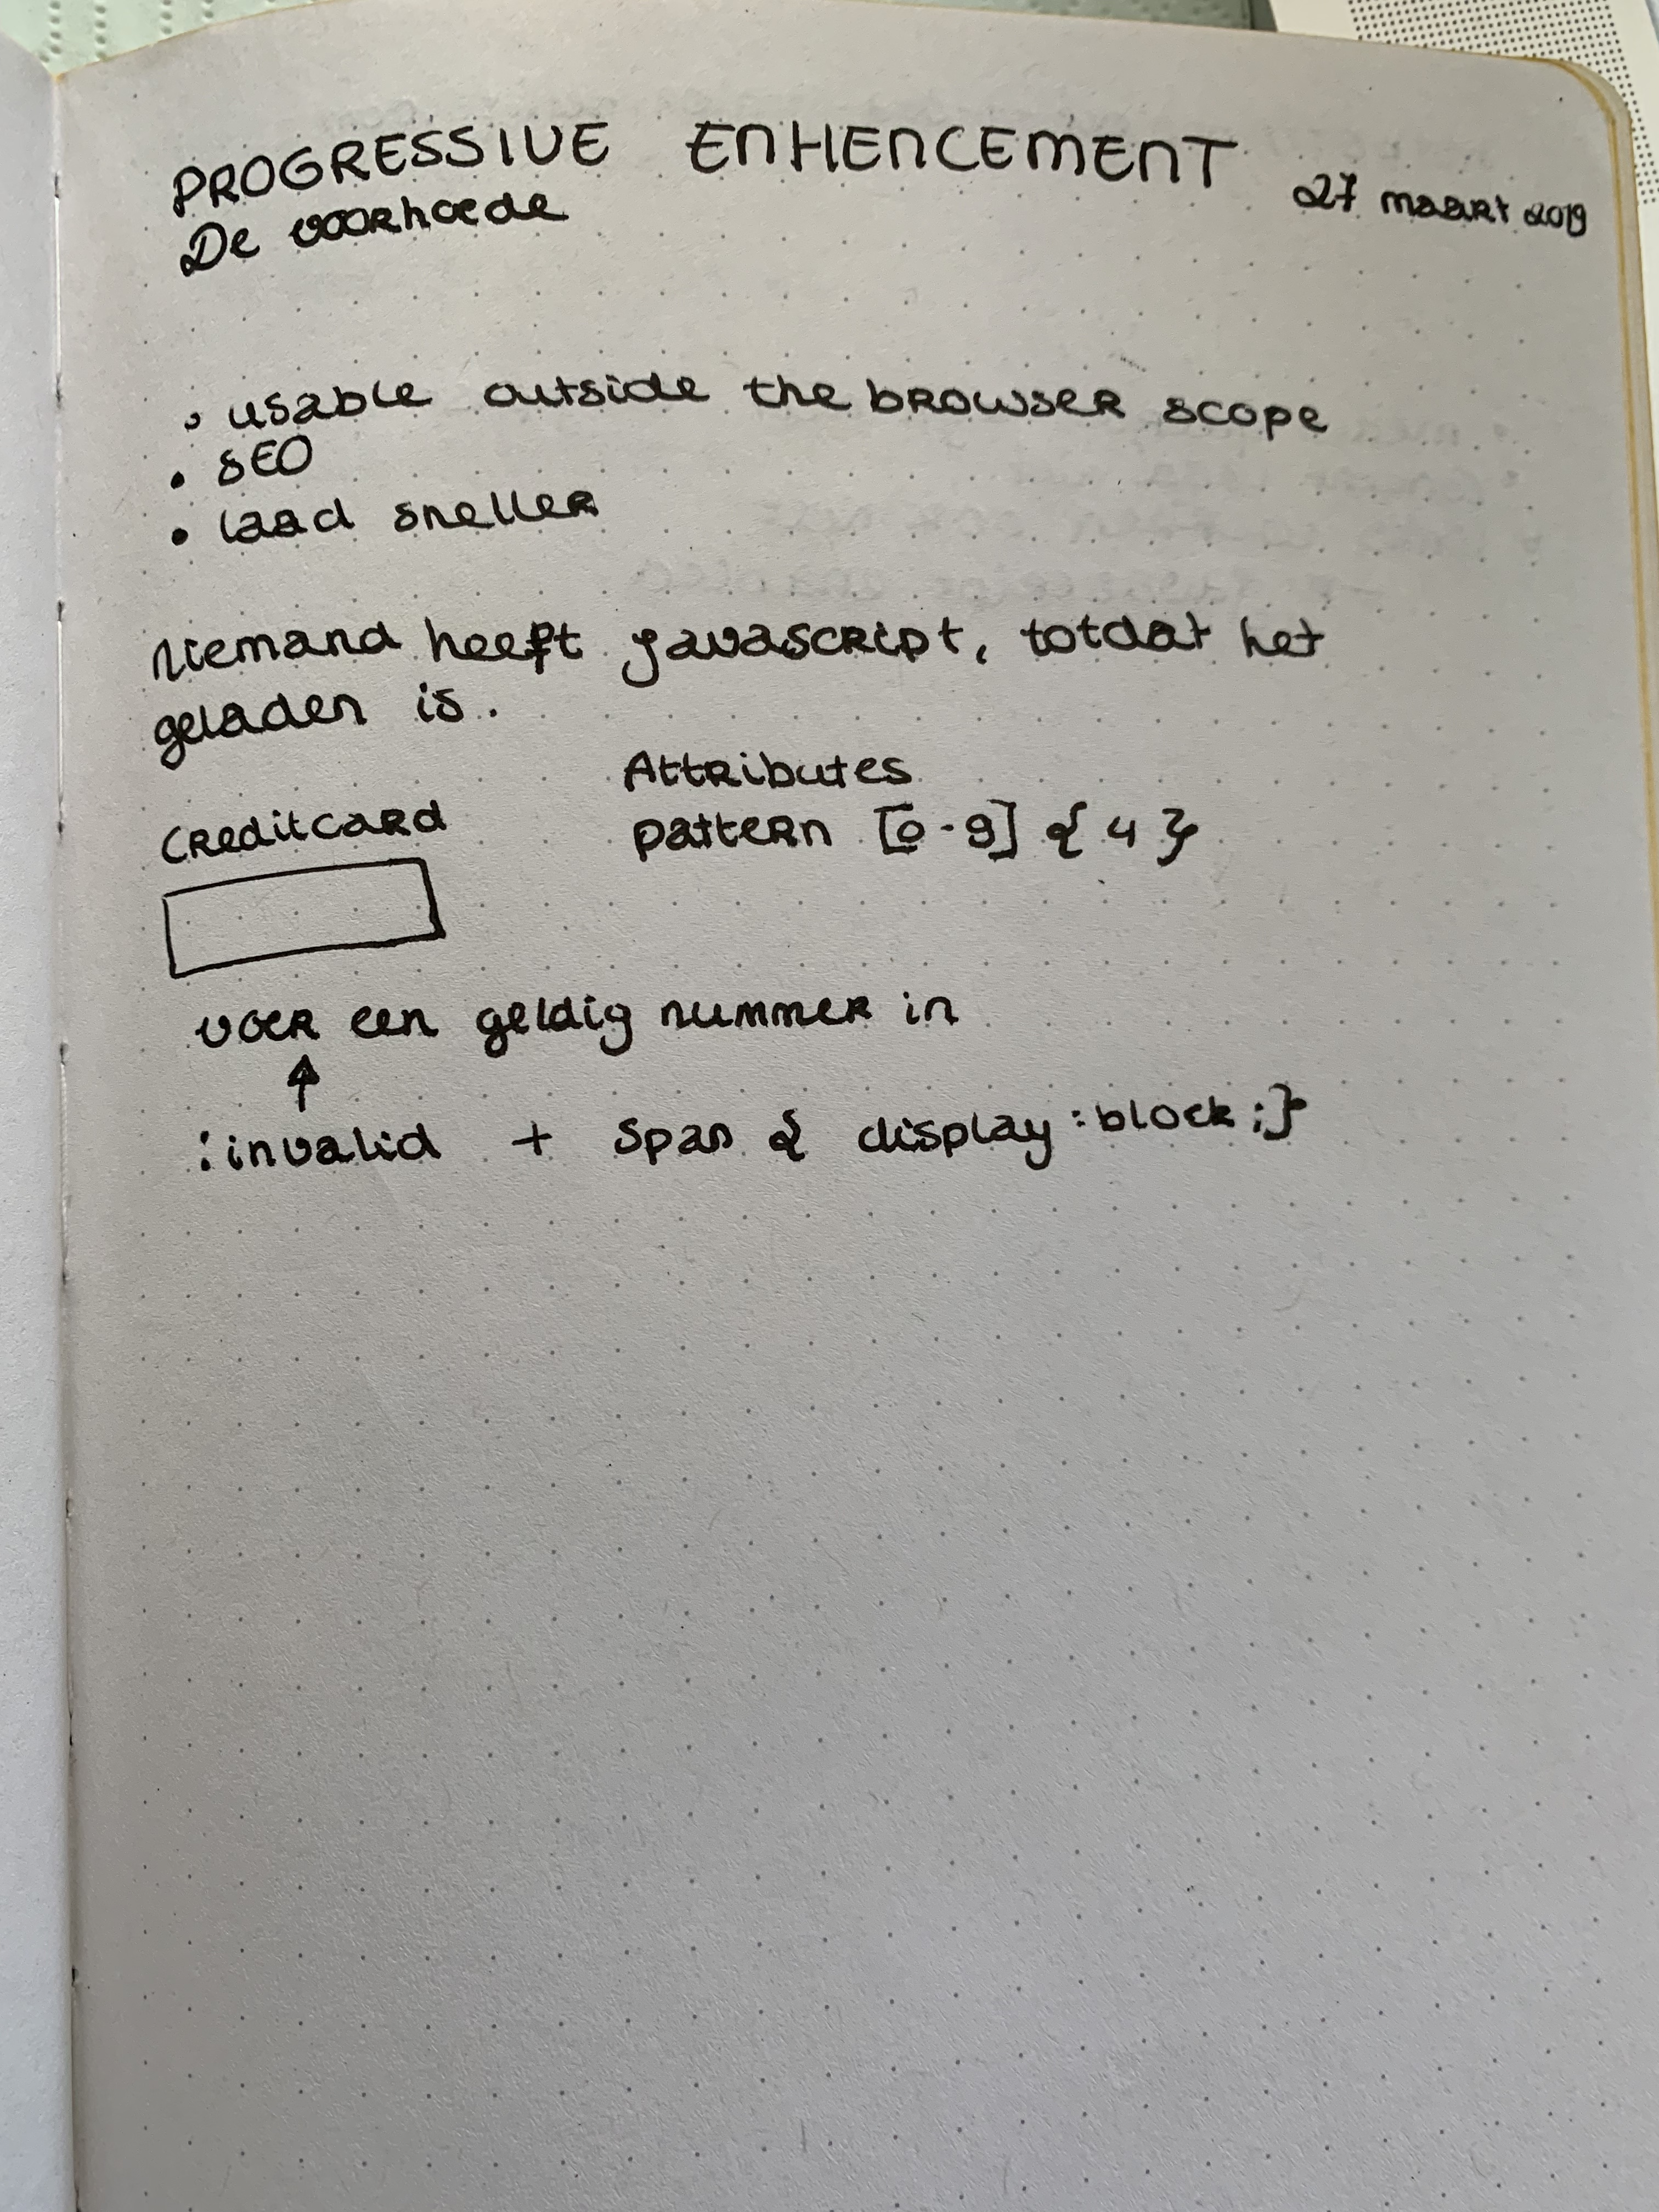 PROGRESSIVE ENHENCEMENT
27 maart 2019
De voorhoede
• usable outside the browser scope
• SEO
• laad sneller
Niemand heeft javascript, totdat het
geladen is.
Attributes
Creditcard
pattern [0-9] {4}
voer een geldig nummer in
:invalid + span { display:block;}